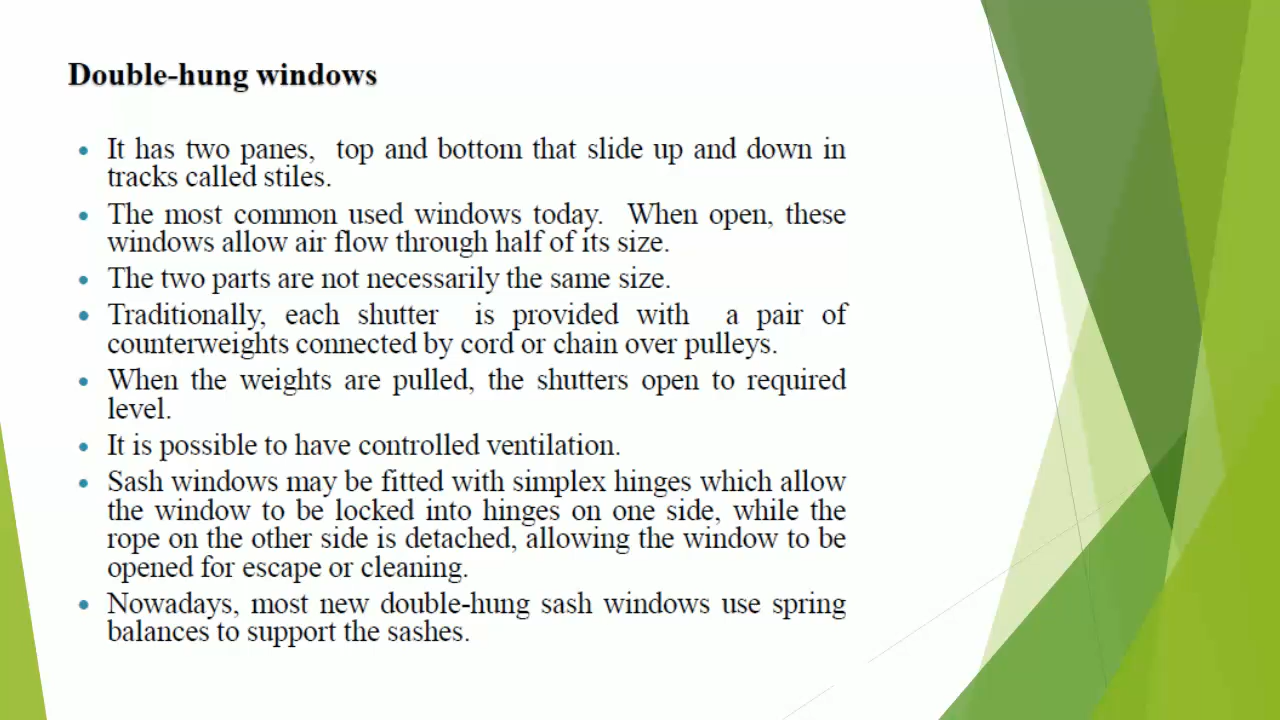 Double-hung windows
• It has two panes, top and bottom that slide up and down in
tracks called stiles.
• The most common used windows today. When open, these
windows allow air flow through half of its size.
• The two parts are not necessarily the same size.
• Traditionally, each shutter is provided with a pair of
counterweights connected by cord or chain over pulleys.
• When the weights are pulled, the shutters open to required
level.
• It is possible to have controlled ventilation.
• Sash windows may be fitted with simplex hinges which allow
the window to be locked into hinges on one side, while the
rope on the other side is detached, allowing the window to be
opened for escape or cleaning.
• Nowadays, most new double-hung sash windows use spring
balances to support the sashes.